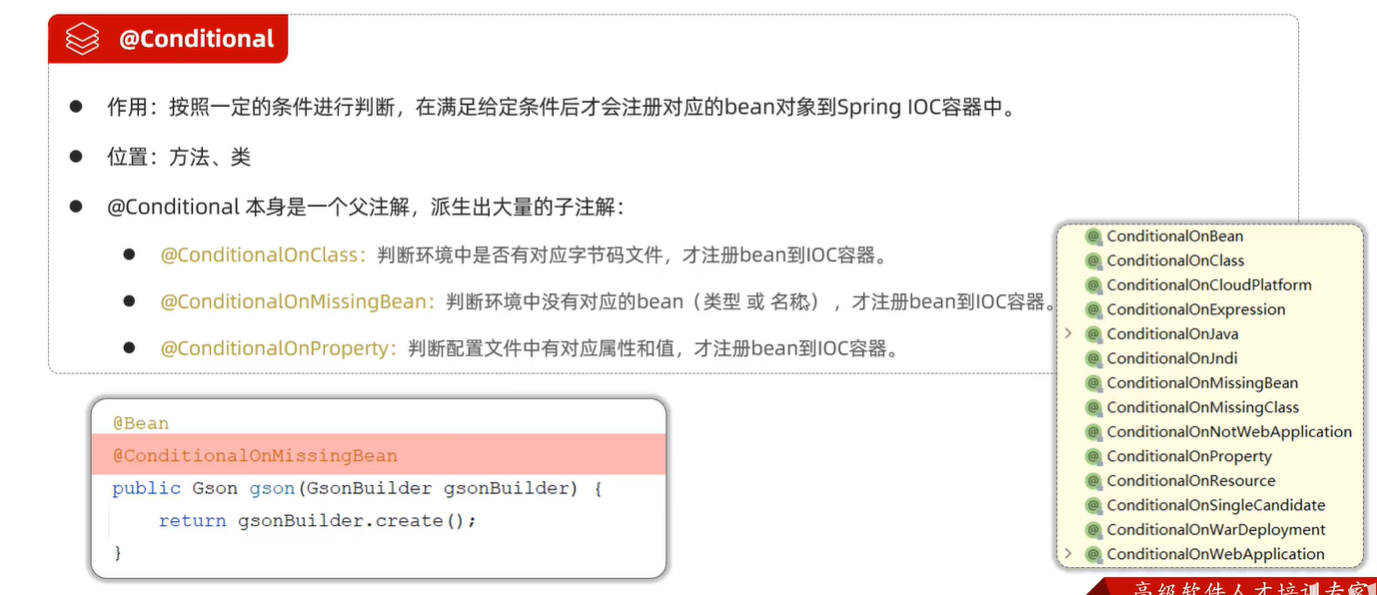 @Conditional
作用：按照一定的条件进行判断，在满足给定条件后才会注册对应的bean对象到Spring IOC容器中。
位置：方法、类
@Conditional 本身是一个父注解，派生出大量的子注解：
@ConditionalOnClass：判断环境中是否有对应字节码文件，才注册bean到IOC容器。
@ConditionalOnMissingBean：判断环境中没有对应的bean（类型 或 名称），才注册bean到IOC容器。
@ConditionalOnProperty：判断配置文件中有对应属性和值，才注册bean到IOC容器。
@Bean
@ConditionalOnMissingBean
public Gson gson(GsonBuilder gsonBuilder) {
return gsonBuilder.create();
}
ConditionalOnBean
ConditionalOnClass
ConditionalOnCloudPlatform
ConditionalOnExpression
ConditionalOnJava
ConditionalOnJndi
ConditionalOnMissingBean
ConditionalOnMissingClass
ConditionalOnNotWebApplication
ConditionalOnProperty
ConditionalOnResource
ConditionalOnSingleCandidate
ConditionalOnWarDeployment
ConditionalOnWebApplication
高级软件人才培训专家